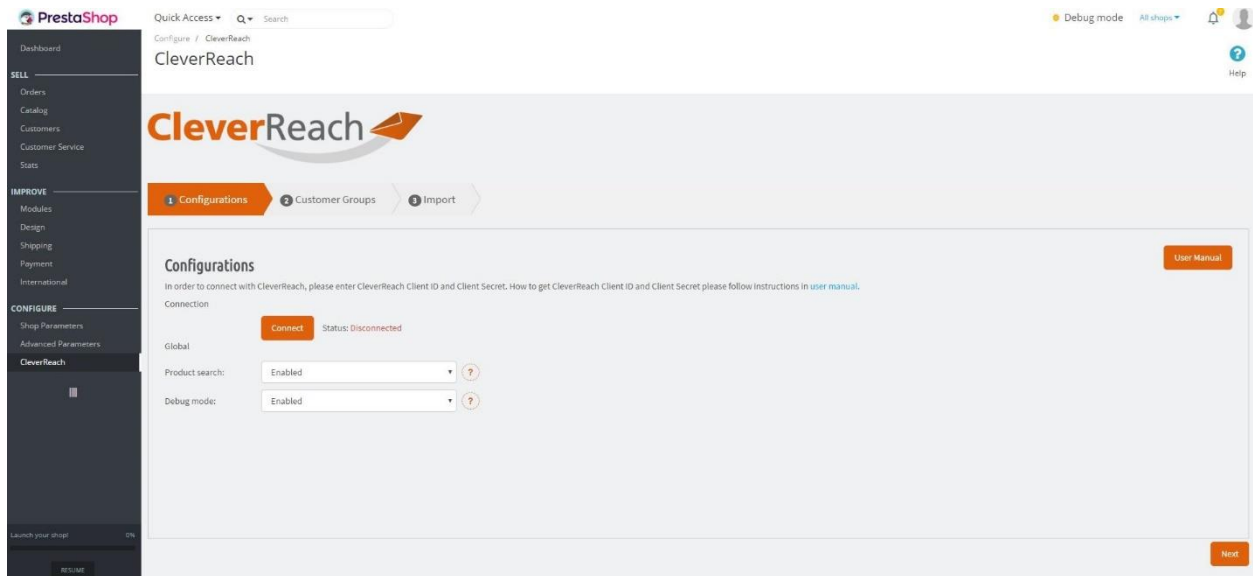 PrestaShop
Quick Access
Search
Debug mode
All shops
Configure / CleverReach
CleverReach
Help
Dashboard
SELL
Orders
Catalog
Customers
Customer Service
Stats
IMPROVE
Modules
Design
Shipping
Payment
International
CONFIGURE
Shop Parameters
Advanced Parameters
CleverReach
Launch your shop! 0%
RESUME
CleverReach
1 Configurations
2 Customer Groups
3 Import
User Manual
Configurations
In order to connect with CleverReach, please enter CleverReach Client ID and Client Secret. How to get CleverReach Client ID and Client Secret please follow instructions in user manual.
Connection
Connect Status: Disconnected
Global
Product search: Enabled ?
Debug mode: Enabled ?
Next